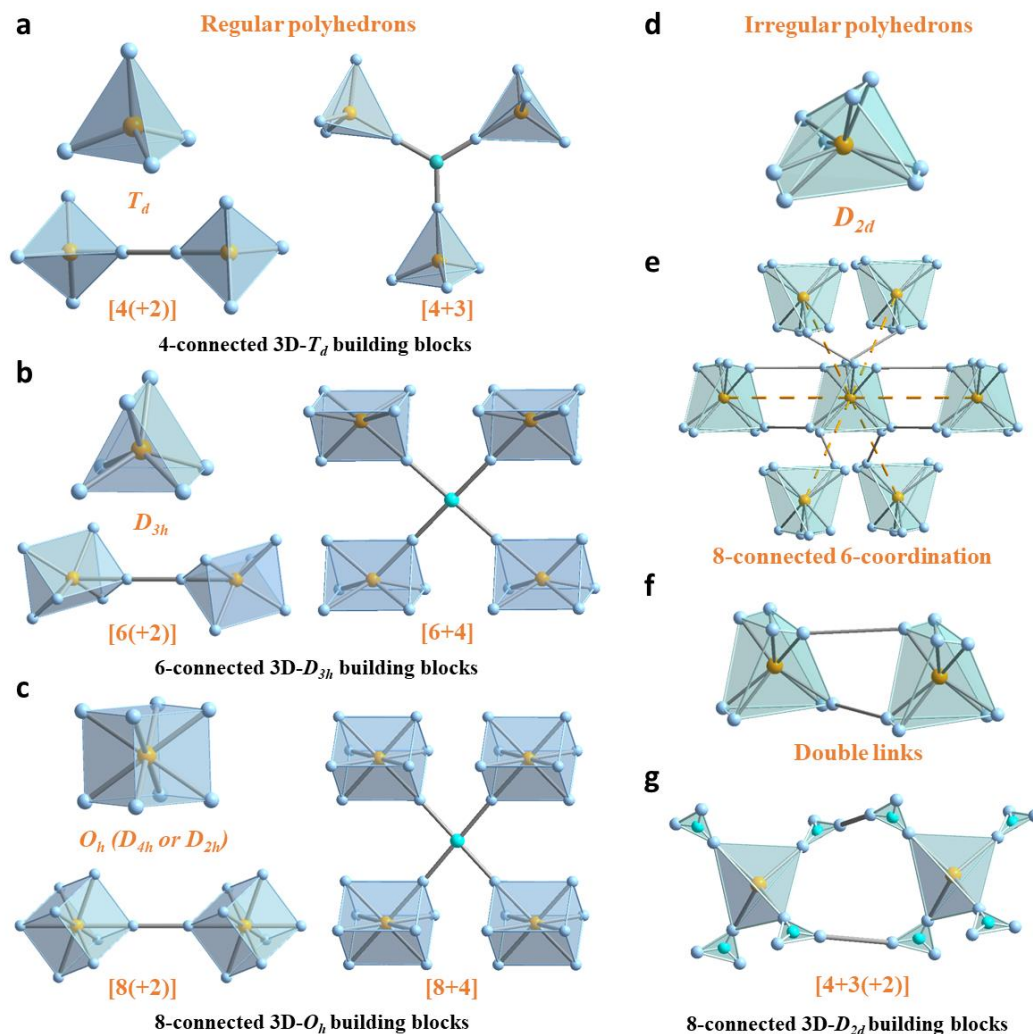 a
Regular polyhedrons
T_d
[4(+2)]
[4+3]
4-connected 3D-T_d building blocks
b
D_3h
[6(+2)]
[6+4]
6-connected 3D-D_3h building blocks
c
O_h (D_4h or D_2h)
[8(+2)]
[8+4]
8-connected 3D-O_h building blocks
d
Irregular polyhedrons
D_2d
e
8-connected 6-coordination
f
Double links
g
[4+3(+2)]
8-connected 3D-D_2d building blocks